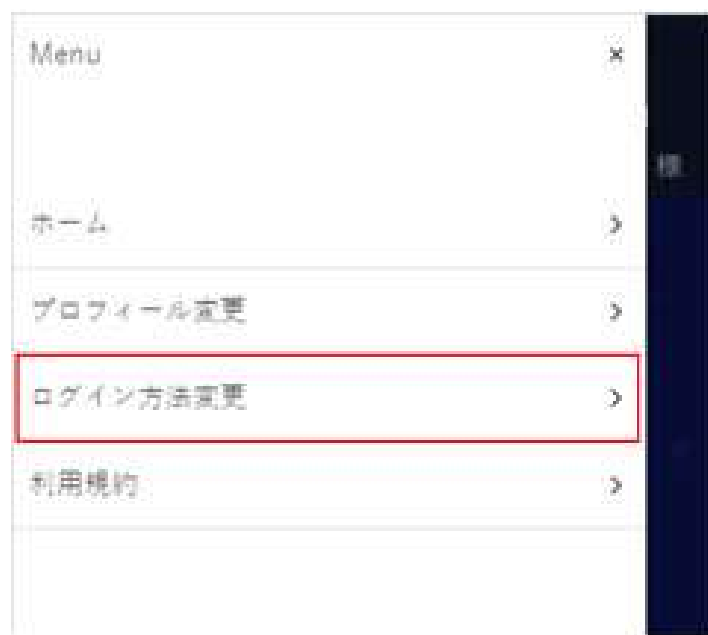 Menu ×
様
ホーム
プロフィール変更
ログイン方法変更
利用規約